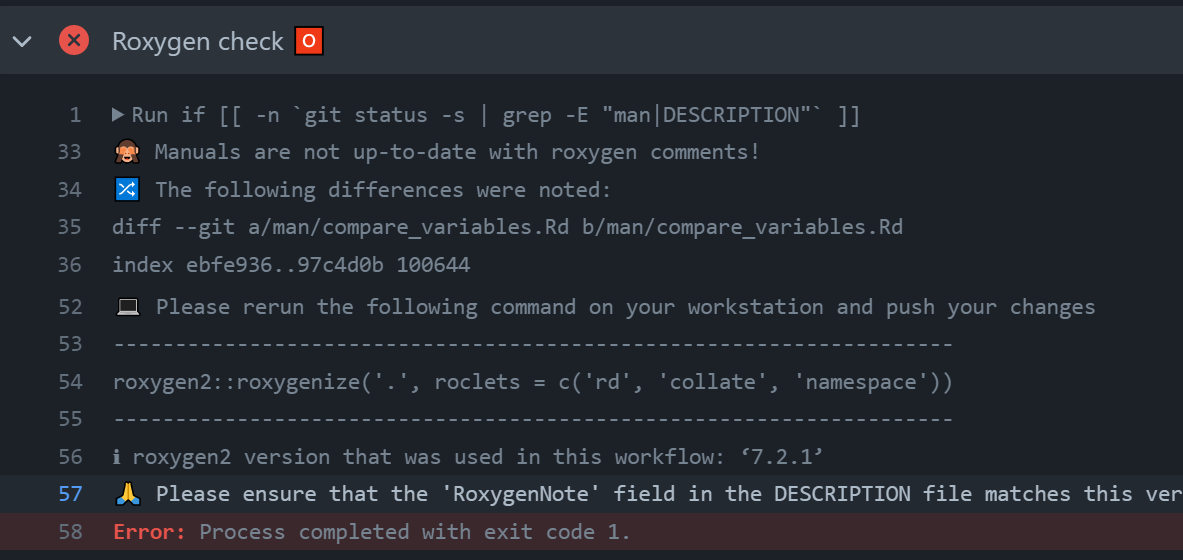 Roxygen check 🅾
1 ▶ Run if [[ -n `git status -s | grep -E "man|DESCRIPTION"` ]]
33 🙈 Manuals are not up-to-date with roxygen comments!
34 🔀 The following differences were noted:
35 diff --git a/man/compare_variables.Rd b/man/compare_variables.Rd
36 index ebfe936..97c4d0b 100644
52 💻 Please rerun the following command on your workstation and push your changes
53 --------------------------------------------------------------------
54 roxygen2::roxygenize('.', roclets = c('rd', 'collate', 'namespace'))
55 --------------------------------------------------------------------
56 ℹ roxygen2 version that was used in this workflow: ‘7.2.1’
57 🙏 Please ensure that the 'RoxygenNote' field in the DESCRIPTION file matches this
58 Error: Process completed with exit code 1.